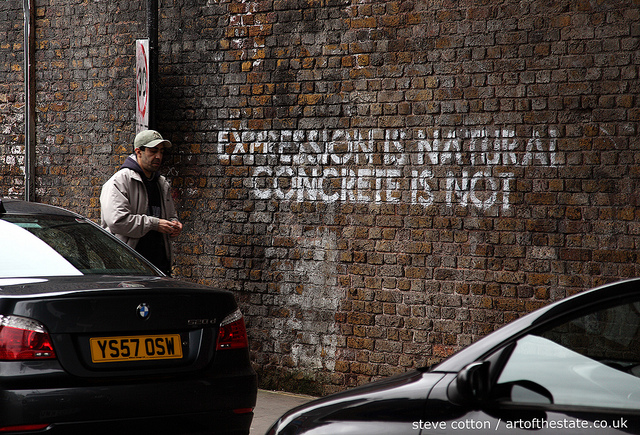 EXPRESSION IS NATURAL
CONCRETE IS NOT
YS57 OSW
steve cotton / artofthestate.co.uk